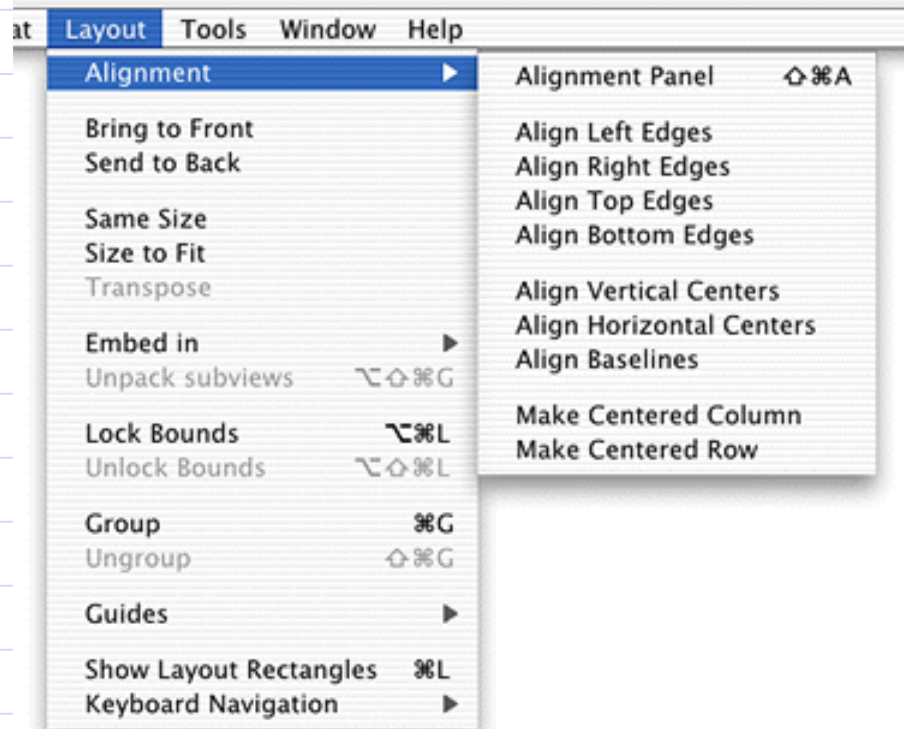 at Layout Tools Window Help
Alignment ▶
Bring to Front
Send to Back
Same Size
Size to Fit
Transpose
Embed in ▶
Unpack subviews ⌥⇧⌘G
Lock Bounds ⌥⌘L
Unlock Bounds ⌥⇧⌘L
Group ⌘G
Ungroup ⇧⌘G
Guides ▶
Show Layout Rectangles ⌘L
Keyboard Navigation ▶
Alignment Panel ⇧⌘A
Align Left Edges
Align Right Edges
Align Top Edges
Align Bottom Edges
Align Vertical Centers
Align Horizontal Centers
Align Baselines
Make Centered Column
Make Centered Row